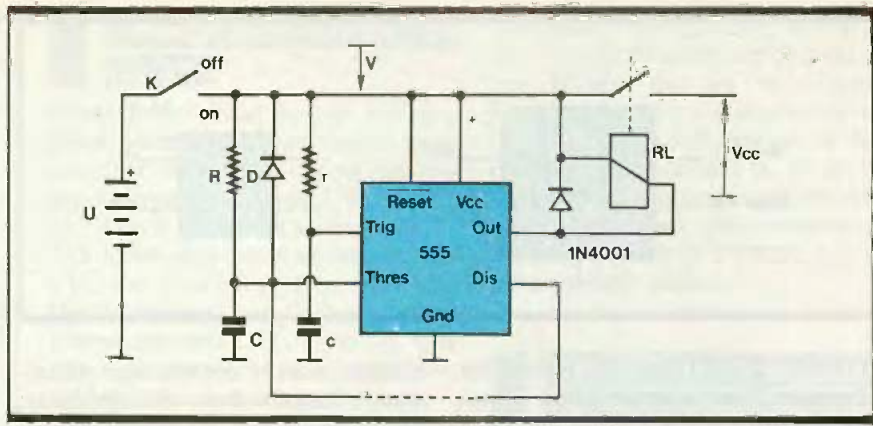 off
K
V
on
R
D
r
RL
Vcc
U
+
+
Reset
Vcc
Trig
Out
555
1N4001
Thres
Dis
Gnd
C
c